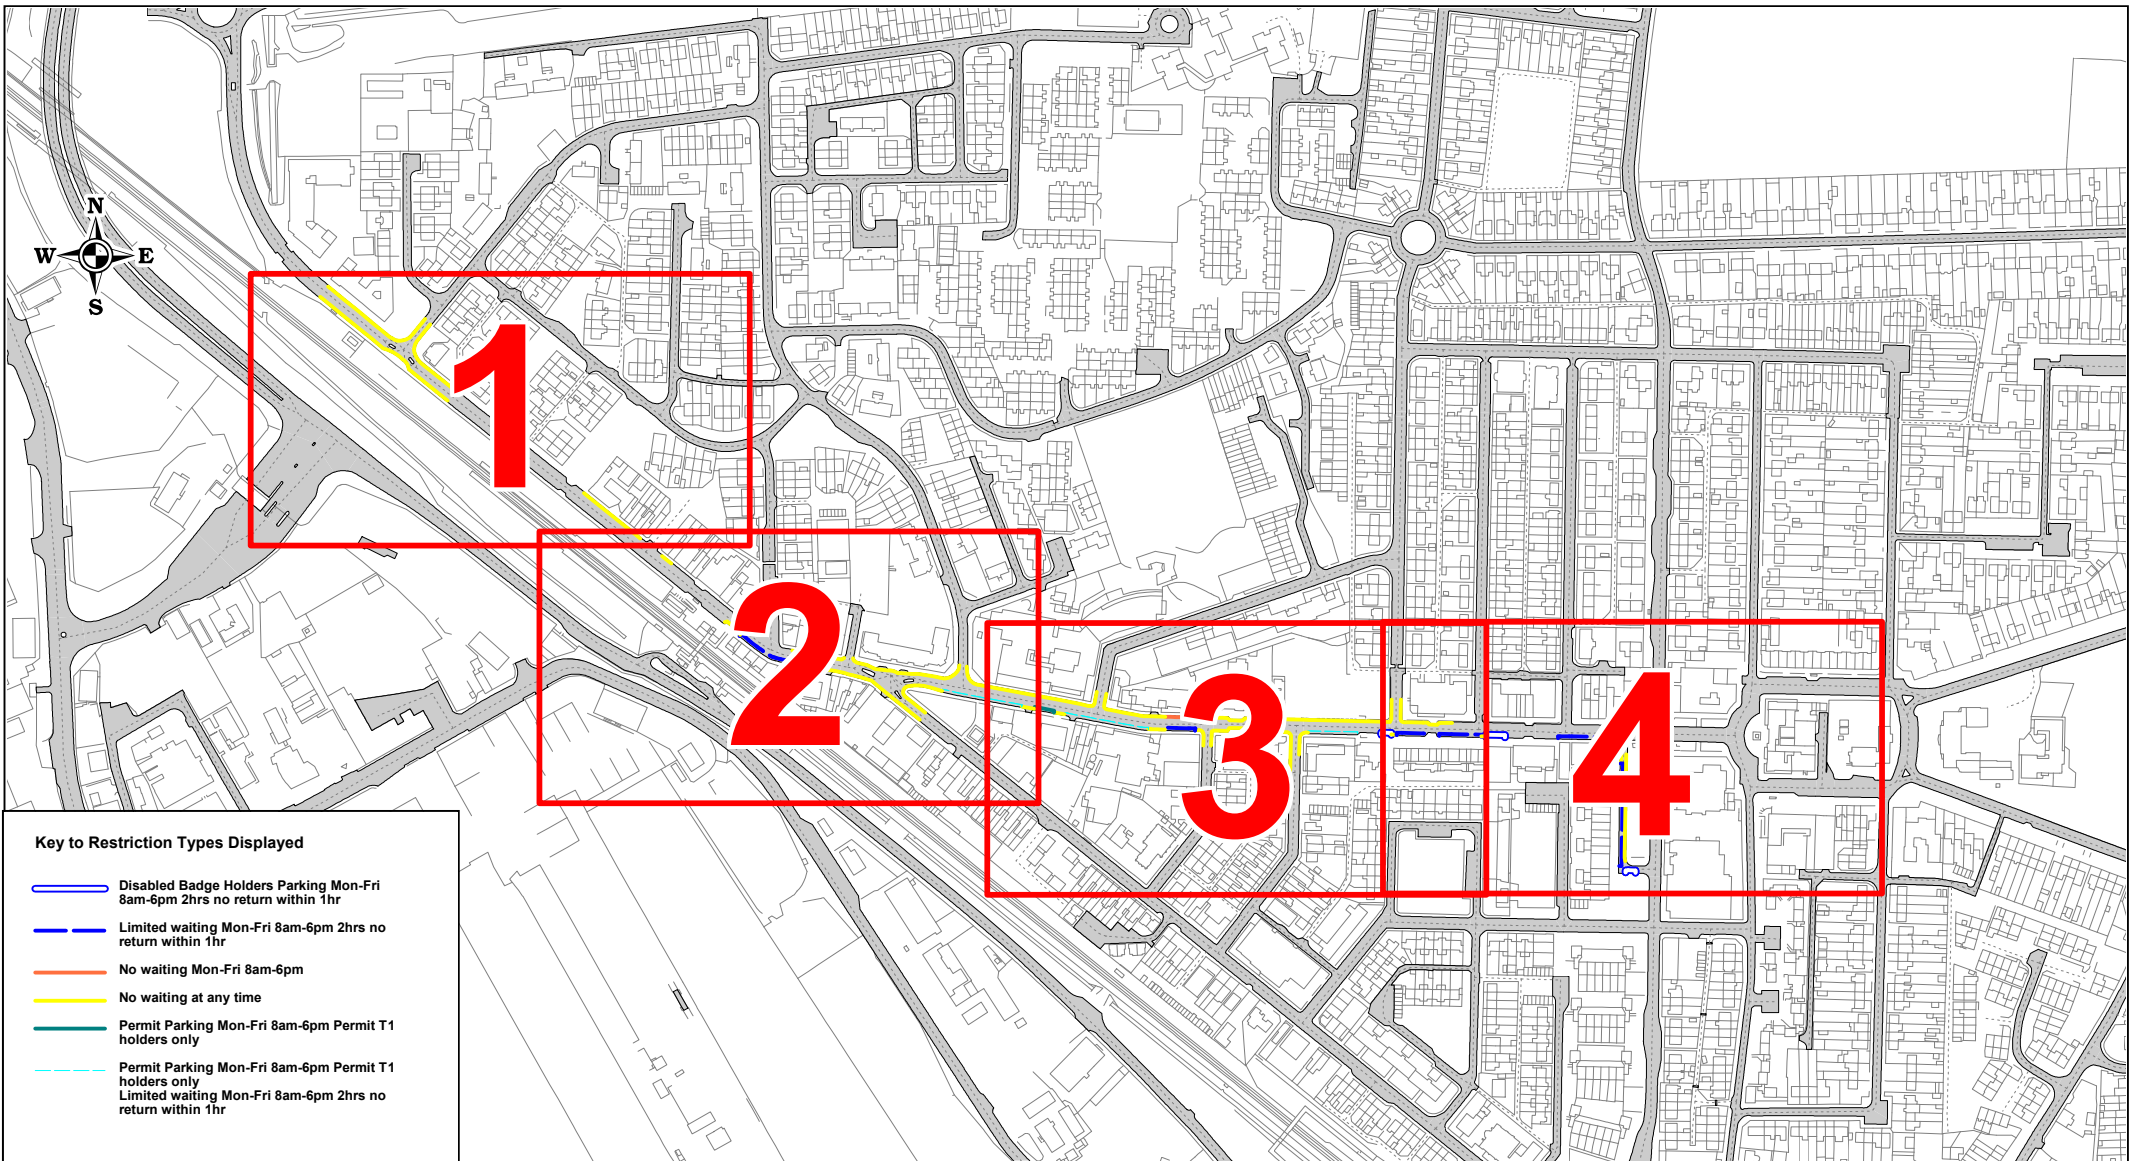 N
W E
S
1
2
3
4
Key to Restriction Types Displayed
Disabled Badge Holders Parking Mon-Fri
8am-6pm 2hrs no return within 1hr
Limited waiting Mon-Fri 8am-6pm 2hrs no
return within 1hr
No waiting Mon-Fri 8am-6pm
No waiting at any time
Permit Parking Mon-Fri 8am-6pm Permit T1
holders only
Permit Parking Mon-Fri 8am-6pm Permit T1
holders only
Limited waiting Mon-Fri 8am-6pm 2hrs no
return within 1hr